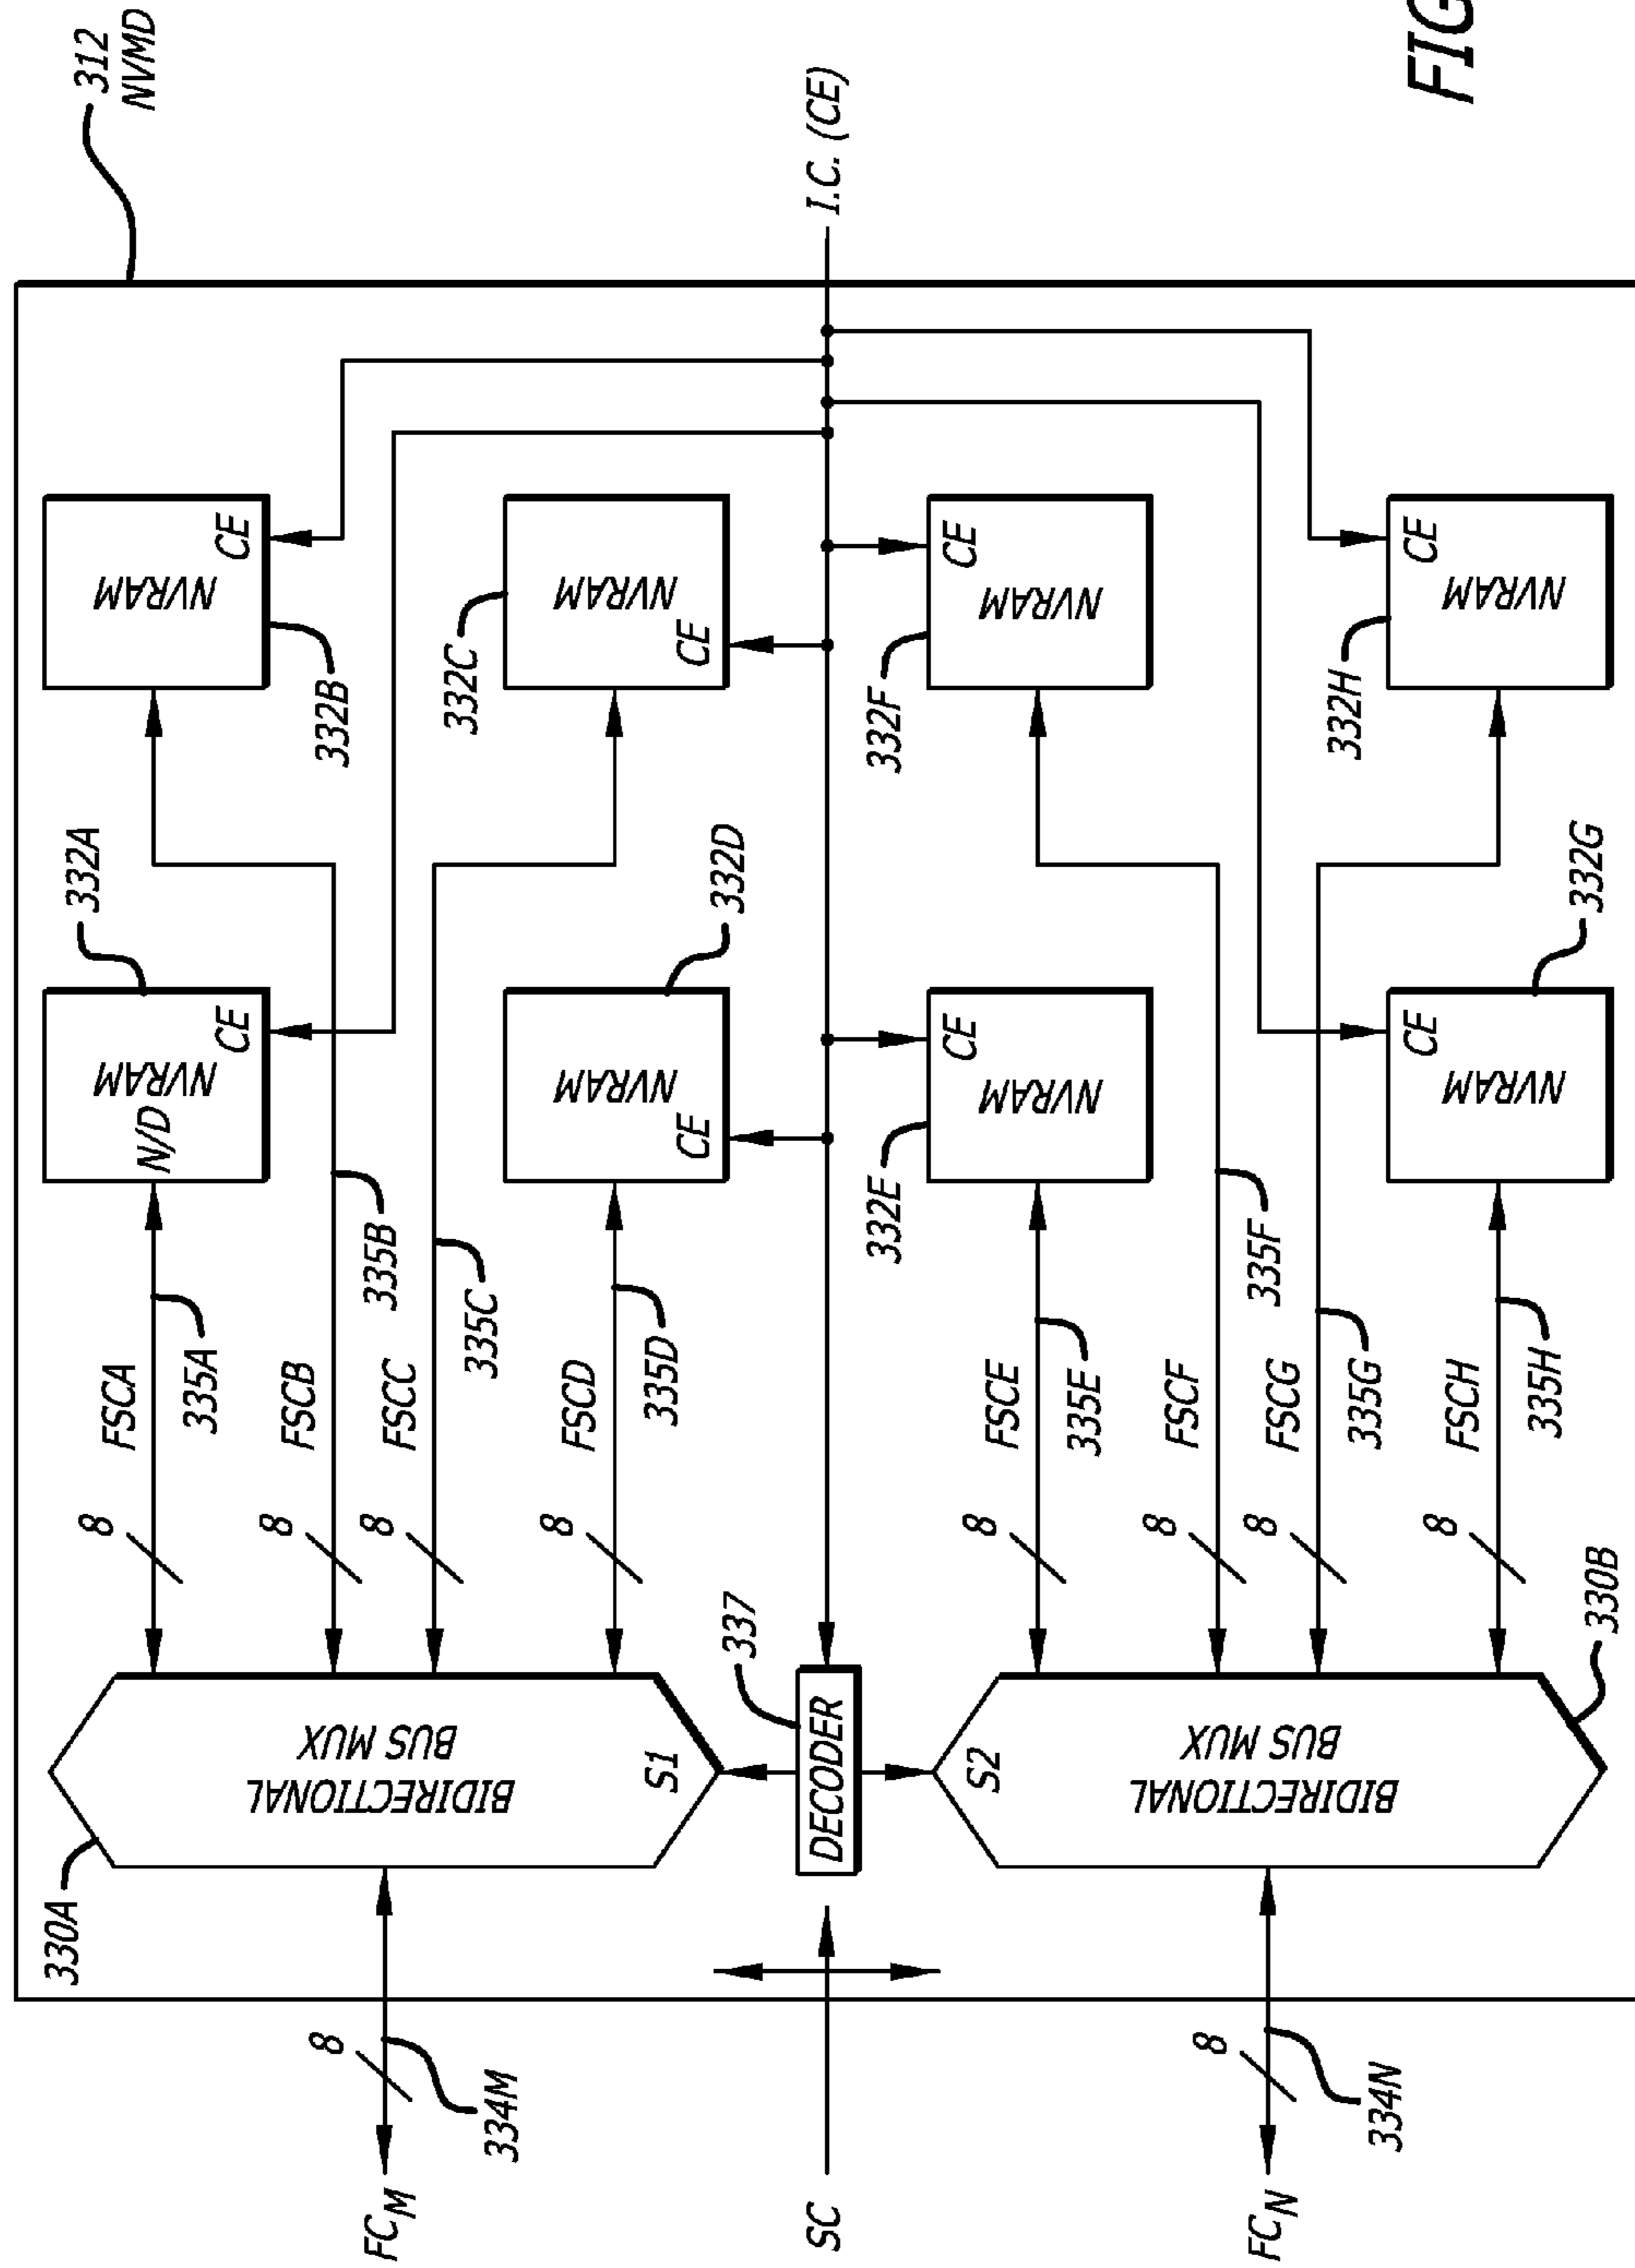 312
NVMD
FIG
I.C. (CE)
332A
332B
NVRAM
N/D
CE
NVRAM
CE
FSCA
8
335A
FSCB
8
335B
FSCC
8
335C
332C
NVRAM
CE
332D
NVRAM
CE
FSCD
8
335D
330A
BIDIRECTIONAL
BUS MUX
S1
FC M
8
334M
SC
DECODER
337
332E
NVRAM
CE
332F
NVRAM
CE
FSCE
8
335E
FSCF
8
335F
FSCG
8
335G
332G
NVRAM
CE
332H
NVRAM
CE
FSCH
8
335H
S2
BIDIRECTIONAL
BUS MUX
330B
FC N
8
334N